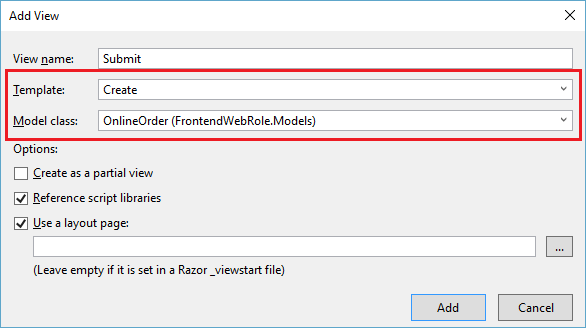 Add View
View name: Submit
Template: Create
Model class: OnlineOrder (FrontendWebRole.Models)
Options:
Create as a partial view
Reference script libraries
Use a layout page:
...
(Leave empty if it is set in a Razor _viewstart file)
Add Cancel